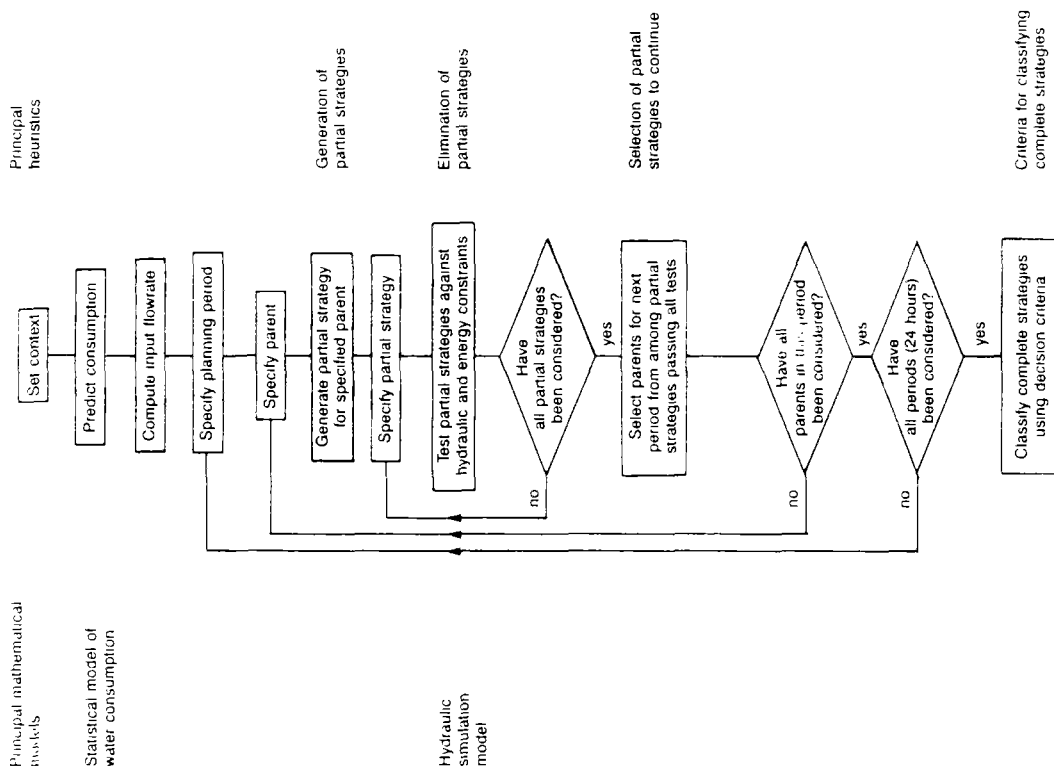 Principal mathematical
models
Statistical model of
water consumption
Hydraulic
simulation
model
Set context
Predict consumption
Compute input flowrate
Specify planning period
Specify parent
Generate partial strategy
for specified parent
Specify partial strategy
Test partial strategies against
hydraulic and energy constraints
Have
all partial strategies
been considered?
no
yes
Select parents for next
period from among partial
strategies passing all tests
Have all
parents in this period
been considered?
no
yes
Have
all periods (24 hours)
been considered?
no
yes
Classify complete strategies
using decision criteria
Principal
heuristics
Generation of
partial strategies
Elimination of
partial strategies
Selection of partial
strategies to continue
Criteria for classifying
complete strategies